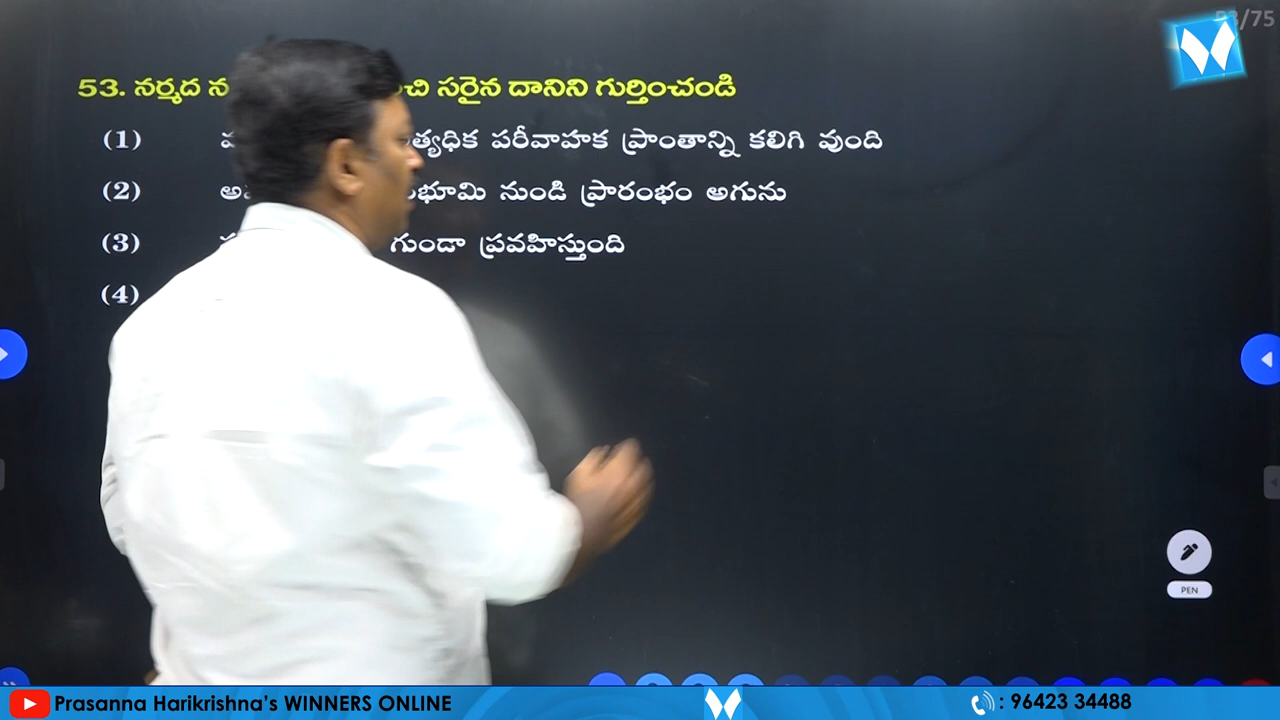 53/75
53. నర్మద సరైన దానిని గుర్తించండి
(1) పరీవాహక ప్రాంతాన్ని కలిగి వుంది
(2) నుండి ప్రారంభం అగును
(3) గుండా ప్రవహిస్తుంది
(4)
PEN
Prasanna Harikrishna's WINNERS ONLINE
: 96423 34488